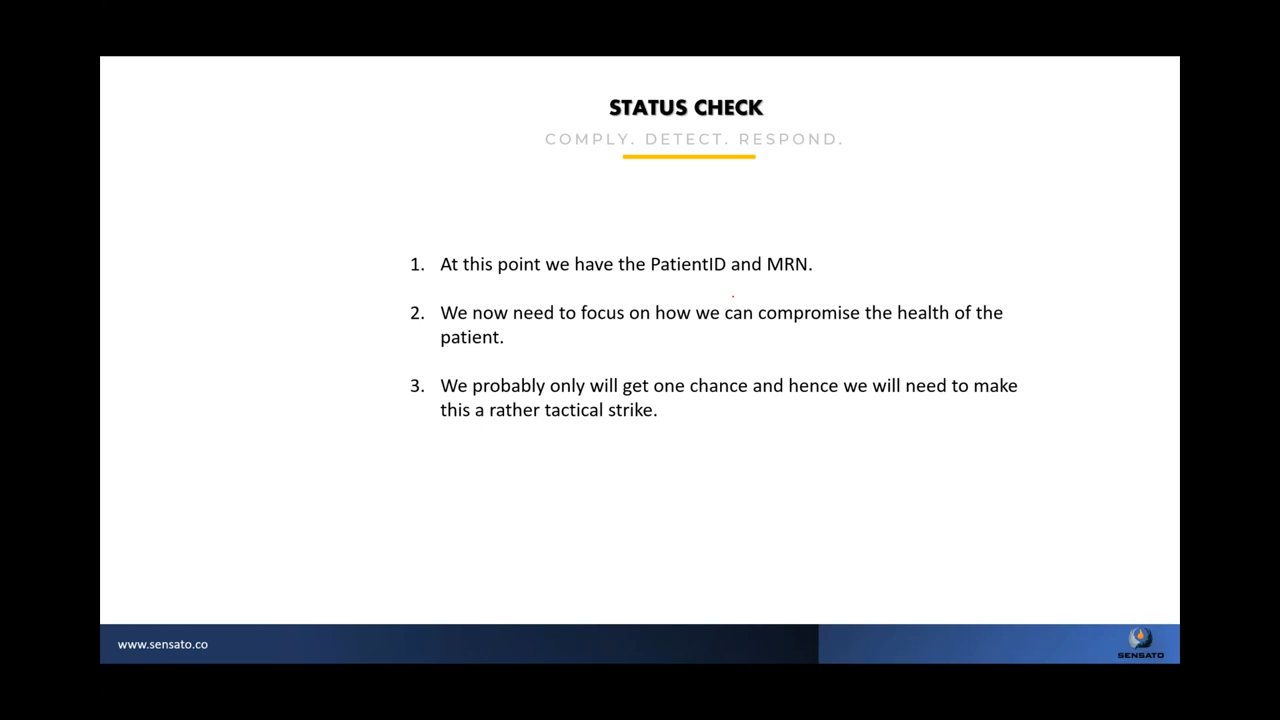 STATUS CHECK
COMPLY. DETECT. RESPOND.
1. At this point we have the PatientID and MRN.
2. We now need to focus on how we can compromise the health of the
patient.
3. We probably only will get one chance and hence we will need to make
this a rather tactical strike.
www.sensato.co
SENSATO